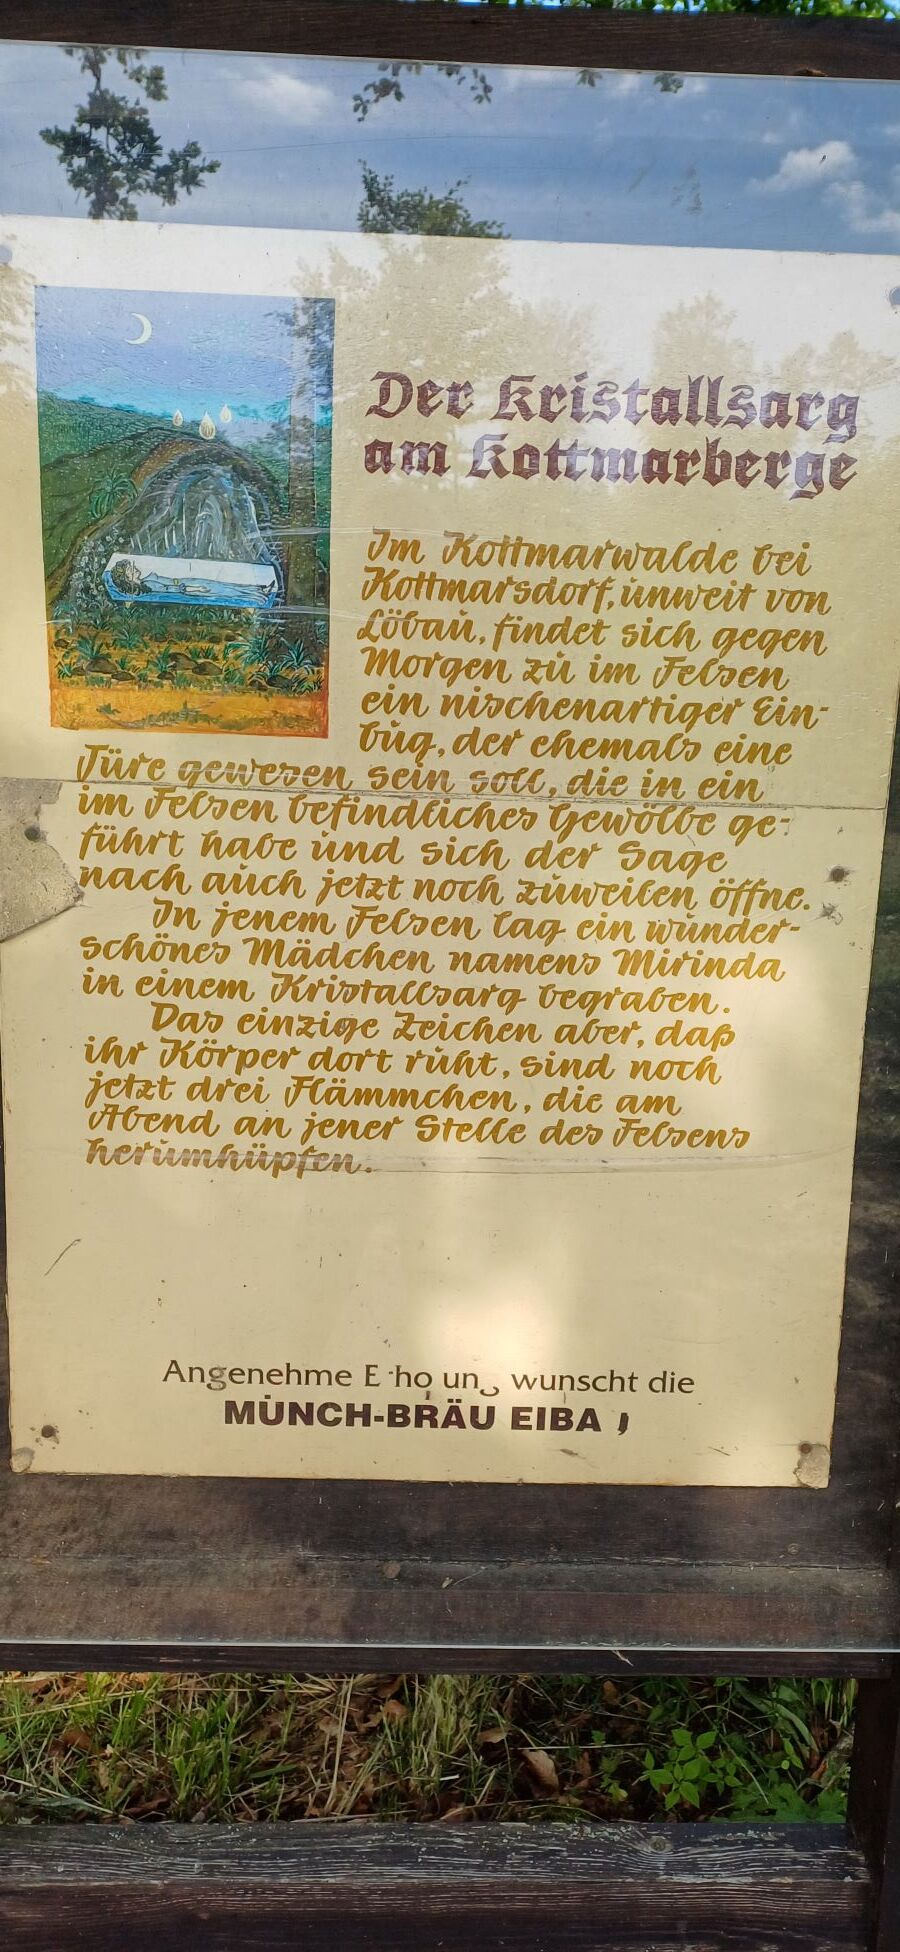 Der Kristallsarg
am Kottmarberge
Im Kottmarwalde bei
Kottmarsdorf, unweit von
Löbau, findet sich gegen
Morgen zu im Felsen
ein nischenartiger Ein-
bug, der ehemals eine
Türe gewesen sein soll, die in ein
im Felsen befindliches Gewölbe ge-
führt habe und sich der Sage
nach auch jetzt noch zuweilen öffne.
In jenem Felsen lag ein wunder-
schönes Mädchen namens Mirinda
in einem Kristallsarg begraben.
Das einzige Zeichen aber, daß
ihr Körper dort ruht, sind noch
jetzt drei Flämmchen, die am
Abend an jener Stelle des Felsens
herumhüpfen.
Angenehme wunscht die
MÜNCH-BRÄU EIBA